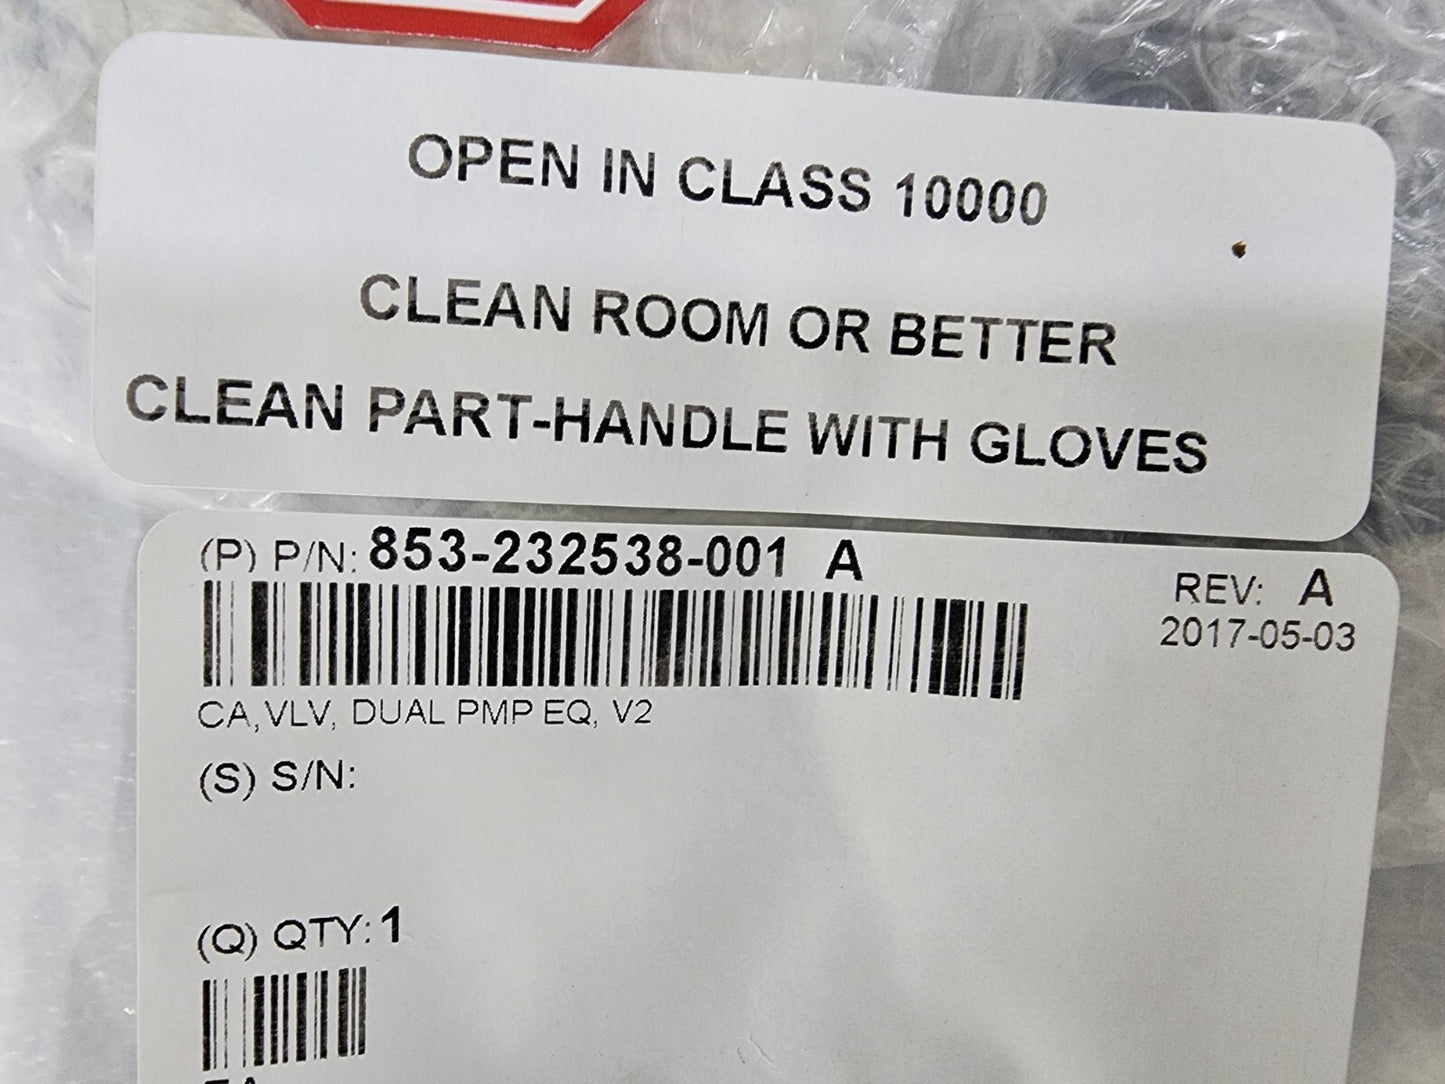 OPEN IN CLASS 10000
CLEAN ROOM OR BETTER
CLEAN PART-HANDLE WITH GLOVES
(P) P/N: 853-232538-001 A
REV: A
2017-05-03
CA,VLV, DUAL PMP EQ, V2
(S) S/N:
(Q) QTY: 1
EA